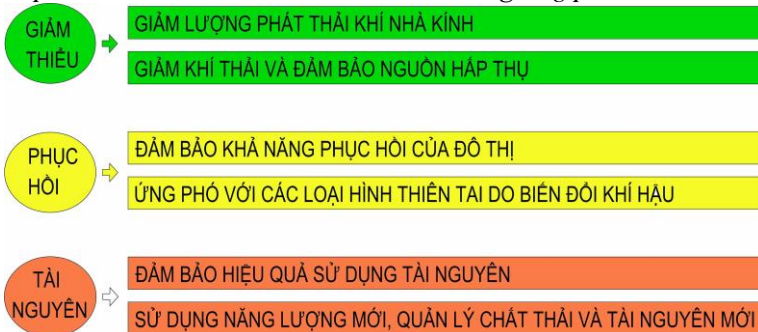 GIẢM
THIỂU
GIẢM LƯỢNG PHÁT THẢI KHÍ NHÀ KÍNH
GIẢM KHÍ THẢI VÀ ĐẢM BẢO NGUỒN HẤP THỤ
PHỤC
HỒI
ĐẢM BẢO KHẢ NĂNG PHỤC HỒI CỦA ĐÔ THỊ
ỨNG PHÓ VỚI CÁC LOẠI HÌNH THIÊN TAI DO BIẾN ĐỔI KHÍ HẬU
TÀI
NGUYÊN
ĐẢM BẢO HIỆU QUẢ SỬ DỤNG TÀI NGUYÊN
SỬ DỤNG NĂNG LƯỢNG MỚI, QUẢN LÝ CHẤT THẢI VÀ TÀI NGUYÊN MỚI